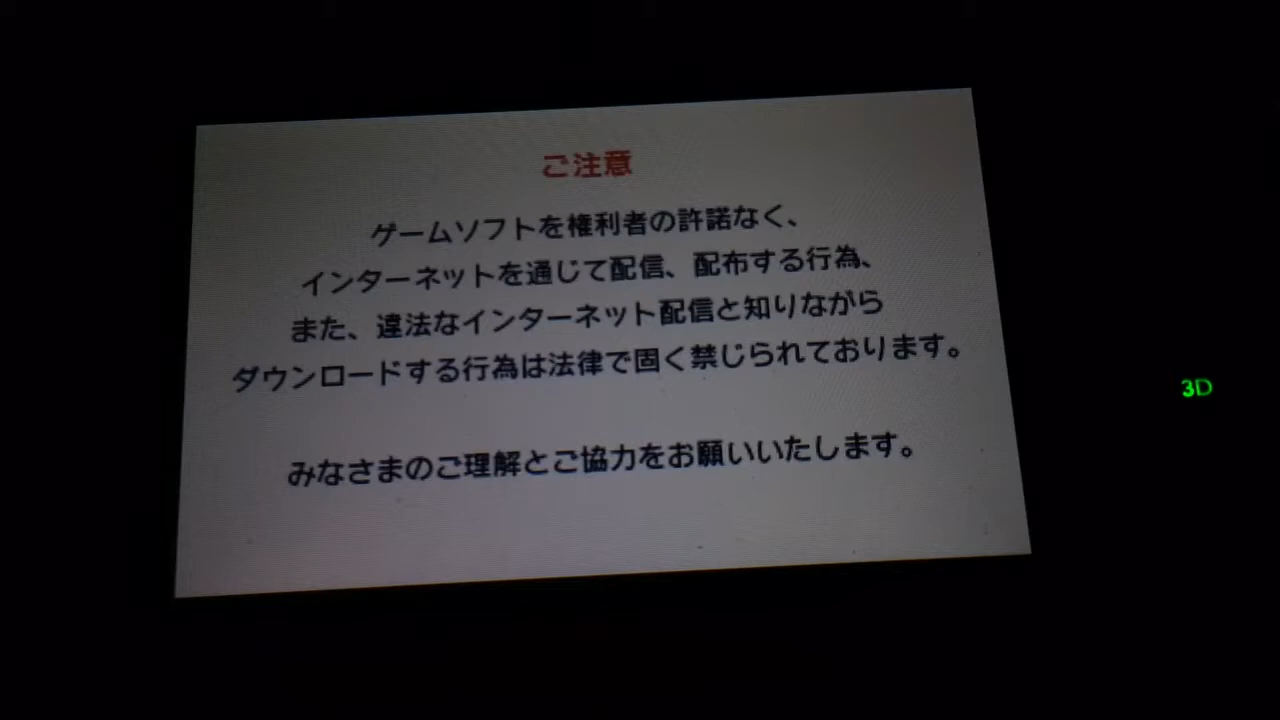 ご注意
ゲームソフトを権利者の許諾なく、
インターネットを通じて配信、配布する行為、
また、違法なインターネット配信と知りながら
ダウンロードする行為は法律で固く禁じられております。
みなさまのご理解とご協力をお願いいたします。
3D